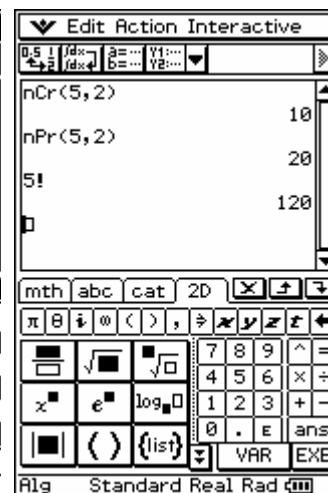 Edit Action Interactive
nCr(5,2)
10
nPr(5,2)
20
5!
120
mth abc cat 2D
π θ i ∞ ( ) , ⇒ x y z t
7 8 9 ^ =
4 5 6 × ÷
1 2 3 + -
0 . E ans
VAR EXE
√■ ■√□
x■ e■ log■□
|■| ( ) {list}
Alg Standard Real Rad